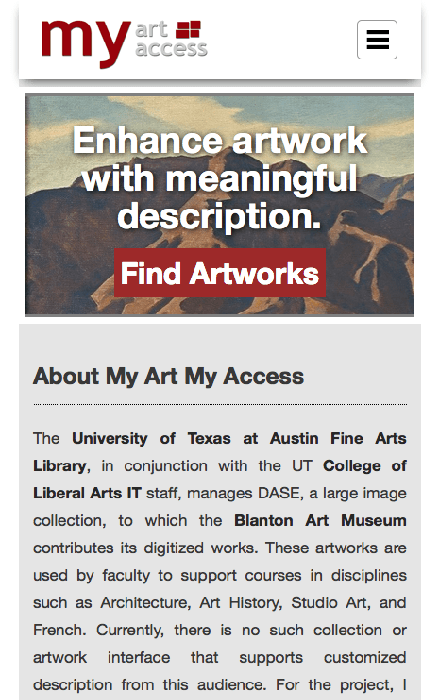 my art access
Enhance artwork
with meaningful
description.
Find Artworks
About My Art My Access
The University of Texas at Austin Fine Arts
Library, in conjunction with the UT College of
Liberal Arts IT staff, manages DASE, a large image
collection, to which the Blanton Art Museum
contributes its digitized works. These artworks are
used by faculty to support courses in disciplines
such as Architecture, Art History, Studio Art, and
French. Currently, there is no such collection or
artwork interface that supports customized
description from this audience. For the project, I